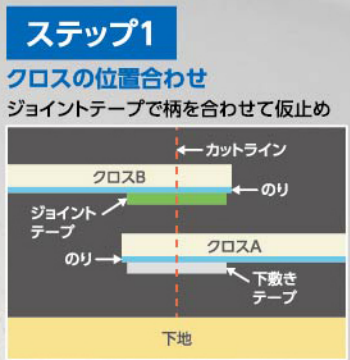 ステップ1
クロスの位置合わせ
ジョイントテープで柄を合わせて仮止め
カットライン
クロスB
のり
ジョイント
テープ
クロスA
のり
下敷き
テープ
下地